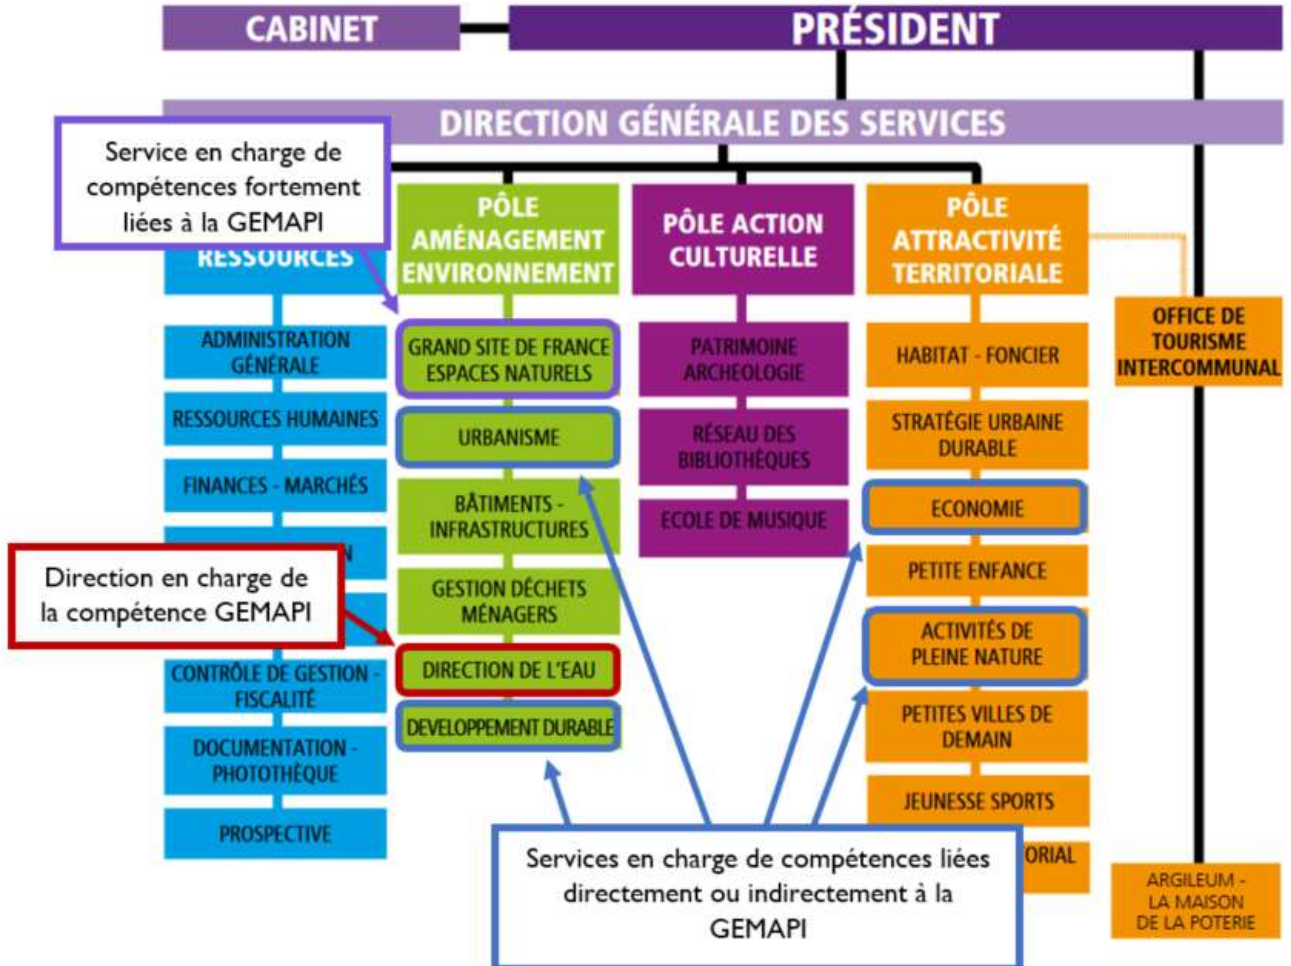 CABINET
PRÉSIDENT
DIRECTION GÉNÉRALE DES SERVICES
Service en charge de
compétences fortement
liées à la GEMAPI
RESSOURCES
ADMINISTRATION
GÉNÉRALE
RESSOURCES HUMAINES
FINANCES - MARCHÉS
N
CONTRÔLE DE GESTION -
FISCALITÉ
DOCUMENTATION -
PHOTOTHÈQUE
PROSPECTIVE
PÔLE
AMÉNAGEMENT
ENVIRONNEMENT
GRAND SITE DE FRANCE
ESPACES NATURELS
URBANISME
BÂTIMENTS -
INFRASTRUCTURES
GESTION DÉCHETS
MÉNAGERS
DIRECTION DE L'EAU
DEVELOPPEMENT DURABLE
PÔLE ACTION
CULTURELLE
PATRIMOINE
ARCHEOLOGIE
RÉSEAU DES
BIBLIOTHÈQUES
ECOLE DE MUSIQUE
PÔLE
ATTRACTIVITÉ
TERRITORIALE
HABITAT - FONCIER
STRATÉGIE URBAINE
DURABLE
ECONOMIE
PETITE ENFANCE
ACTIVITÉS DE
PLEINE NATURE
PETITES VILLES DE
DEMAIN
JEUNESSE SPORTS
TORIAL
OFFICE DE
TOURISME
INTERCOMMUNAL
ARGILEUM -
LA MAISON
DE LA POTERIE
Direction en charge de
la compétence GEMAPI
Services en charge de compétences liées
directement ou indirectement à la
GEMAPI